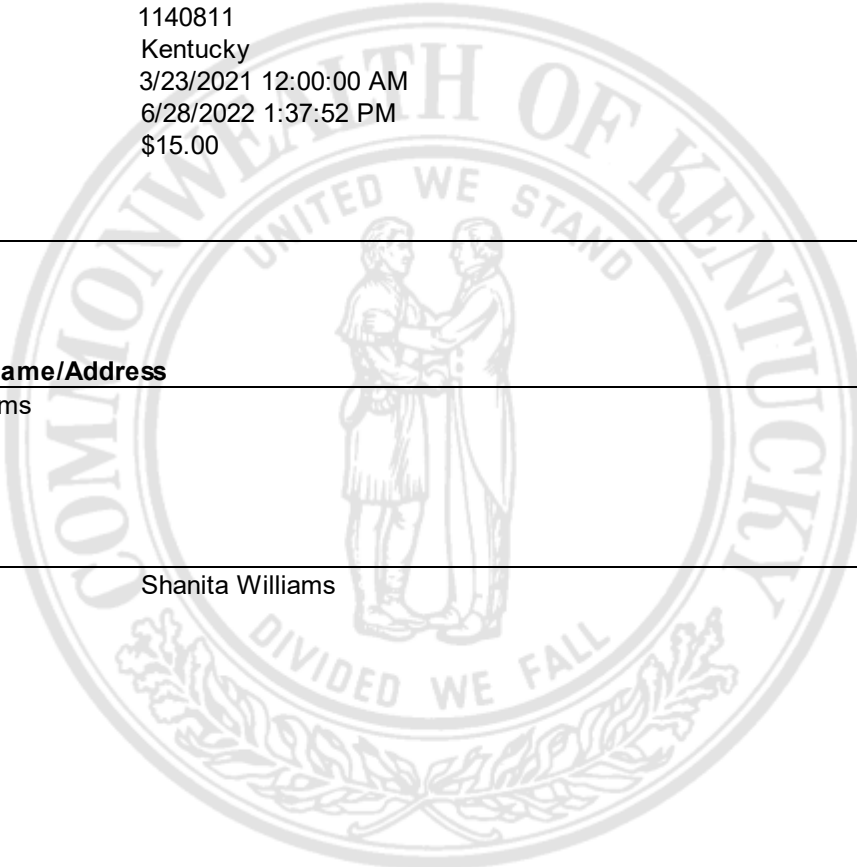 1140811
Kentucky
3/23/2021 12:00:00 AM
6/28/2022 1:37:52 PM
$15.00
COMMONWEALTH OF KENTUCKY
UNITED WE STAND
ame/Address
ms
Shanita Williams
DIVIDED WE FALL